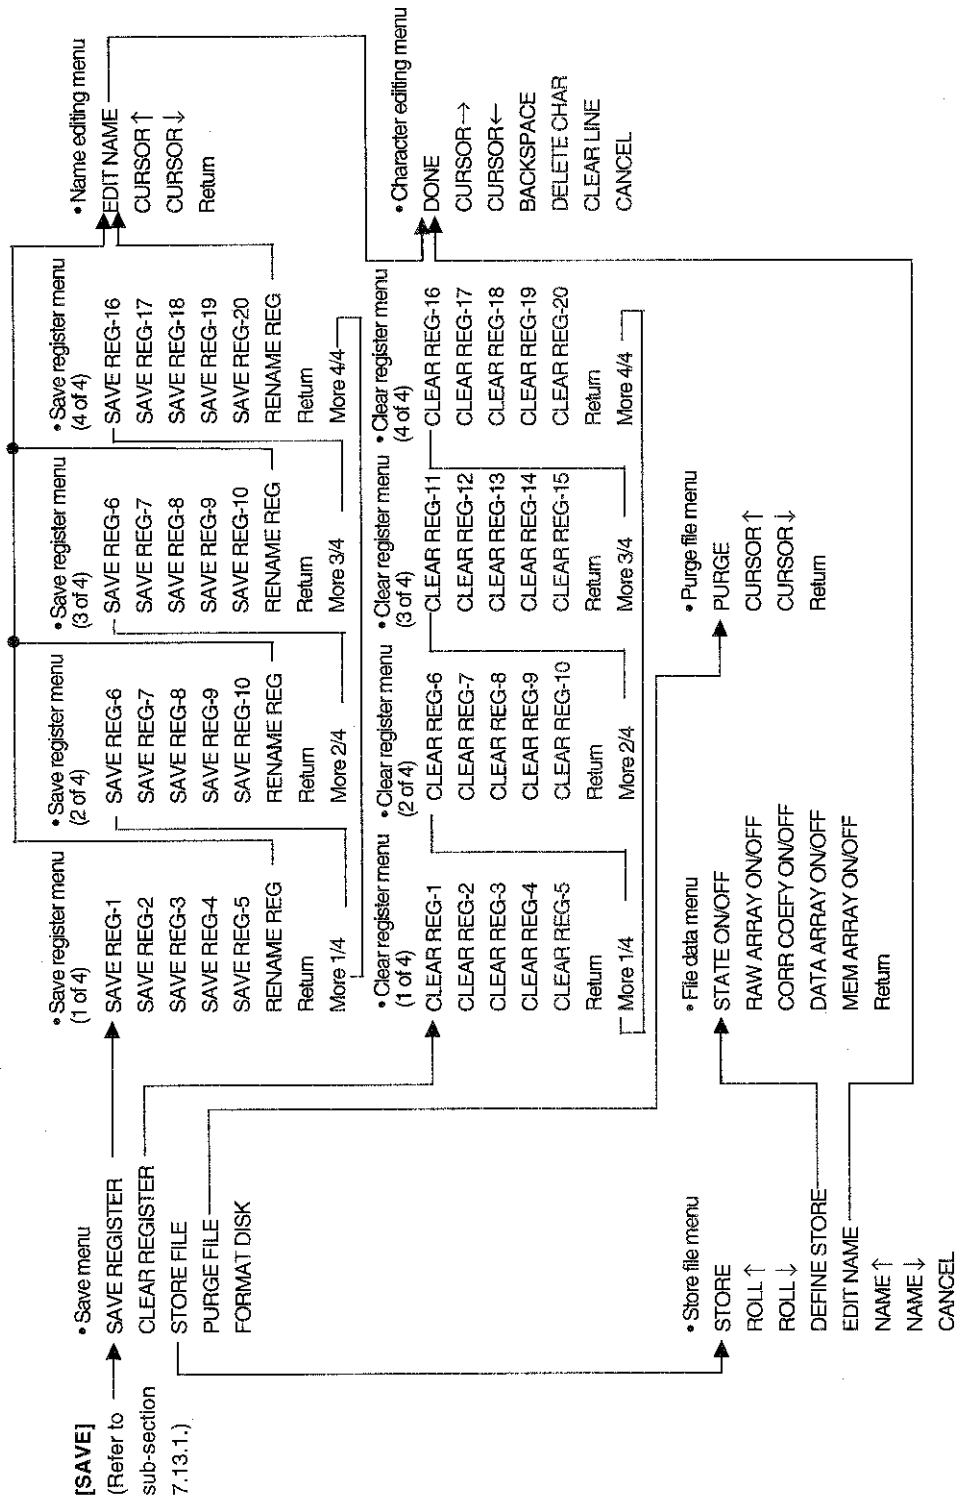 [SAVE]
(Refer to
sub-section
7.13.1.)
• Save menu
SAVE REGISTER
CLEAR REGISTER
STORE FILE
PURGE FILE
FORMAT DISK
• Save register menu
(1 of 4)
SAVE REG-1
SAVE REG-2
SAVE REG-3
SAVE REG-4
SAVE REG-5
RENAME REG
Return
More 1/4
• Save register menu
(2 of 4)
SAVE REG-6
SAVE REG-7
SAVE REG-8
SAVE REG-9
SAVE REG-10
RENAME REG
Return
More 2/4
• Save register menu
(3 of 4)
SAVE REG-6
SAVE REG-7
SAVE REG-8
SAVE REG-9
SAVE REG-10
RENAME REG
Return
More 3/4
• Save register menu
(4 of 4)
SAVE REG-16
SAVE REG-17
SAVE REG-18
SAVE REG-19
SAVE REG-20
RENAME REG
Return
More 4/4
• Name editing menu
EDIT NAME
CURSOR↑
CURSOR↓
Return
• Clear register menu
(1 of 4)
CLEAR REG-1
CLEAR REG-2
CLEAR REG-3
CLEAR REG-4
CLEAR REG-5
Return
More 1/4
• Clear register menu
(2 of 4)
CLEAR REG-6
CLEAR REG-7
CLEAR REG-8
CLEAR REG-9
CLEAR REG-10
Return
More 2/4
• Clear register menu
(3 of 4)
CLEAR REG-11
CLEAR REG-12
CLEAR REG-13
CLEAR REG-14
CLEAR REG-15
Return
More 3/4
• Clear register menu
(4 of 4)
CLEAR REG-16
CLEAR REG-17
CLEAR REG-18
CLEAR REG-19
CLEAR REG-20
Return
More 4/4
• Character editing menu
DONE
CURSOR→
CURSOR←
BACKSPACE
DELETE CHAR
CLEAR LINE
CANCEL
• Store file menu
STORE
ROLL↑
ROLL↓
DEFINE STORE
EDIT NAME
NAME↑
NAME↓
CANCEL
• File data menu
STATE ON/OFF
RAW ARRAY ON/OFF
CORR COEFY ON/OFF
DATA ARRAY ON/OFF
MEM ARRAY ON/OFF
Return
• Purge file menu
PURGE
CURSOR↑
CURSOR↓
Return